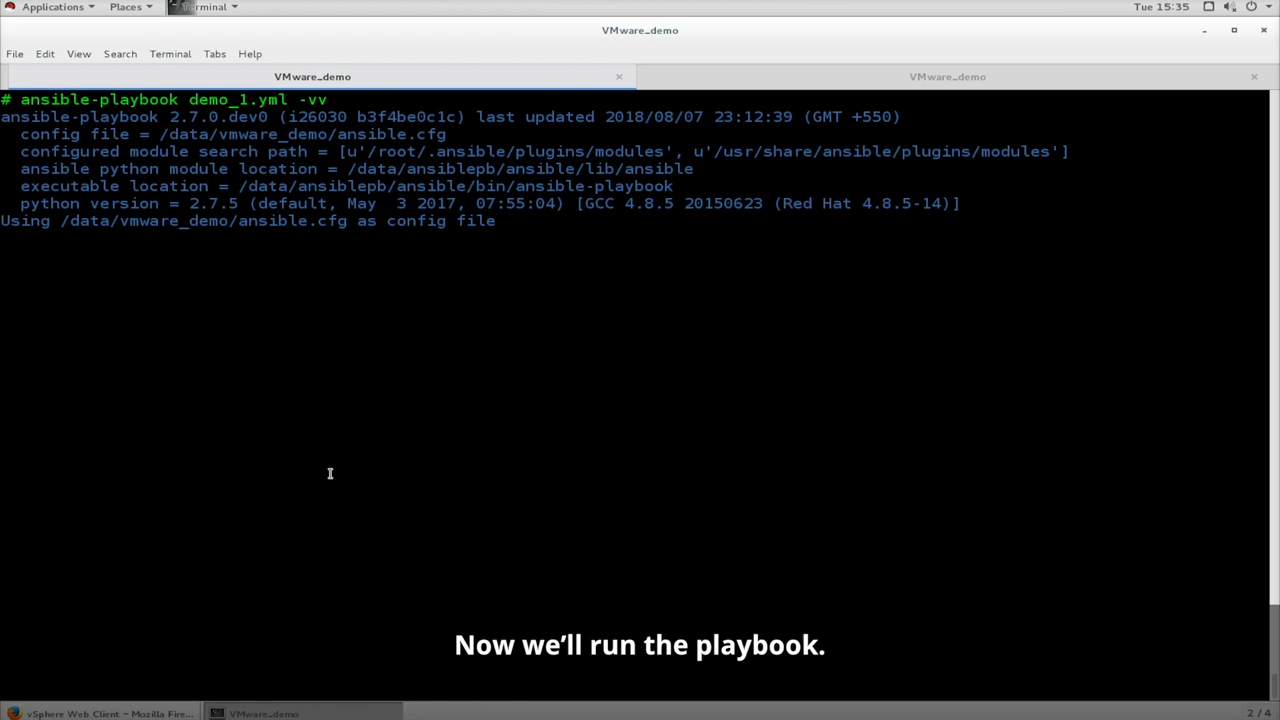 Applications Places Terminal Tue 15:35
VMware_demo
File Edit View Search Terminal Tabs Help
VMware_demo VMware_demo
# ansible-playbook demo_1.yml -vv
ansible-playbook 2.7.0.dev0 (i26030 b3f4be0c1c) last updated 2018/08/07 23:12:39 (GMT +550)
config file = /data/vmware_demo/ansible.cfg
configured module search path = [u'/root/.ansible/plugins/modules', u'/usr/share/ansible/plugins/modules']
ansible python module location = /data/ansiblepb/ansible/lib/ansible
executable location = /data/ansiblepb/ansible/bin/ansible-playbook
python version = 2.7.5 (default, May  3 2017, 07:55:04) [GCC 4.8.5 20150623 (Red Hat 4.8.5-14)]
Using /data/vmware_demo/ansible.cfg as config file
Now we’ll run the playbook.
vSphere Web Client – Mozilla Fire... VMware_demo 2 / 4